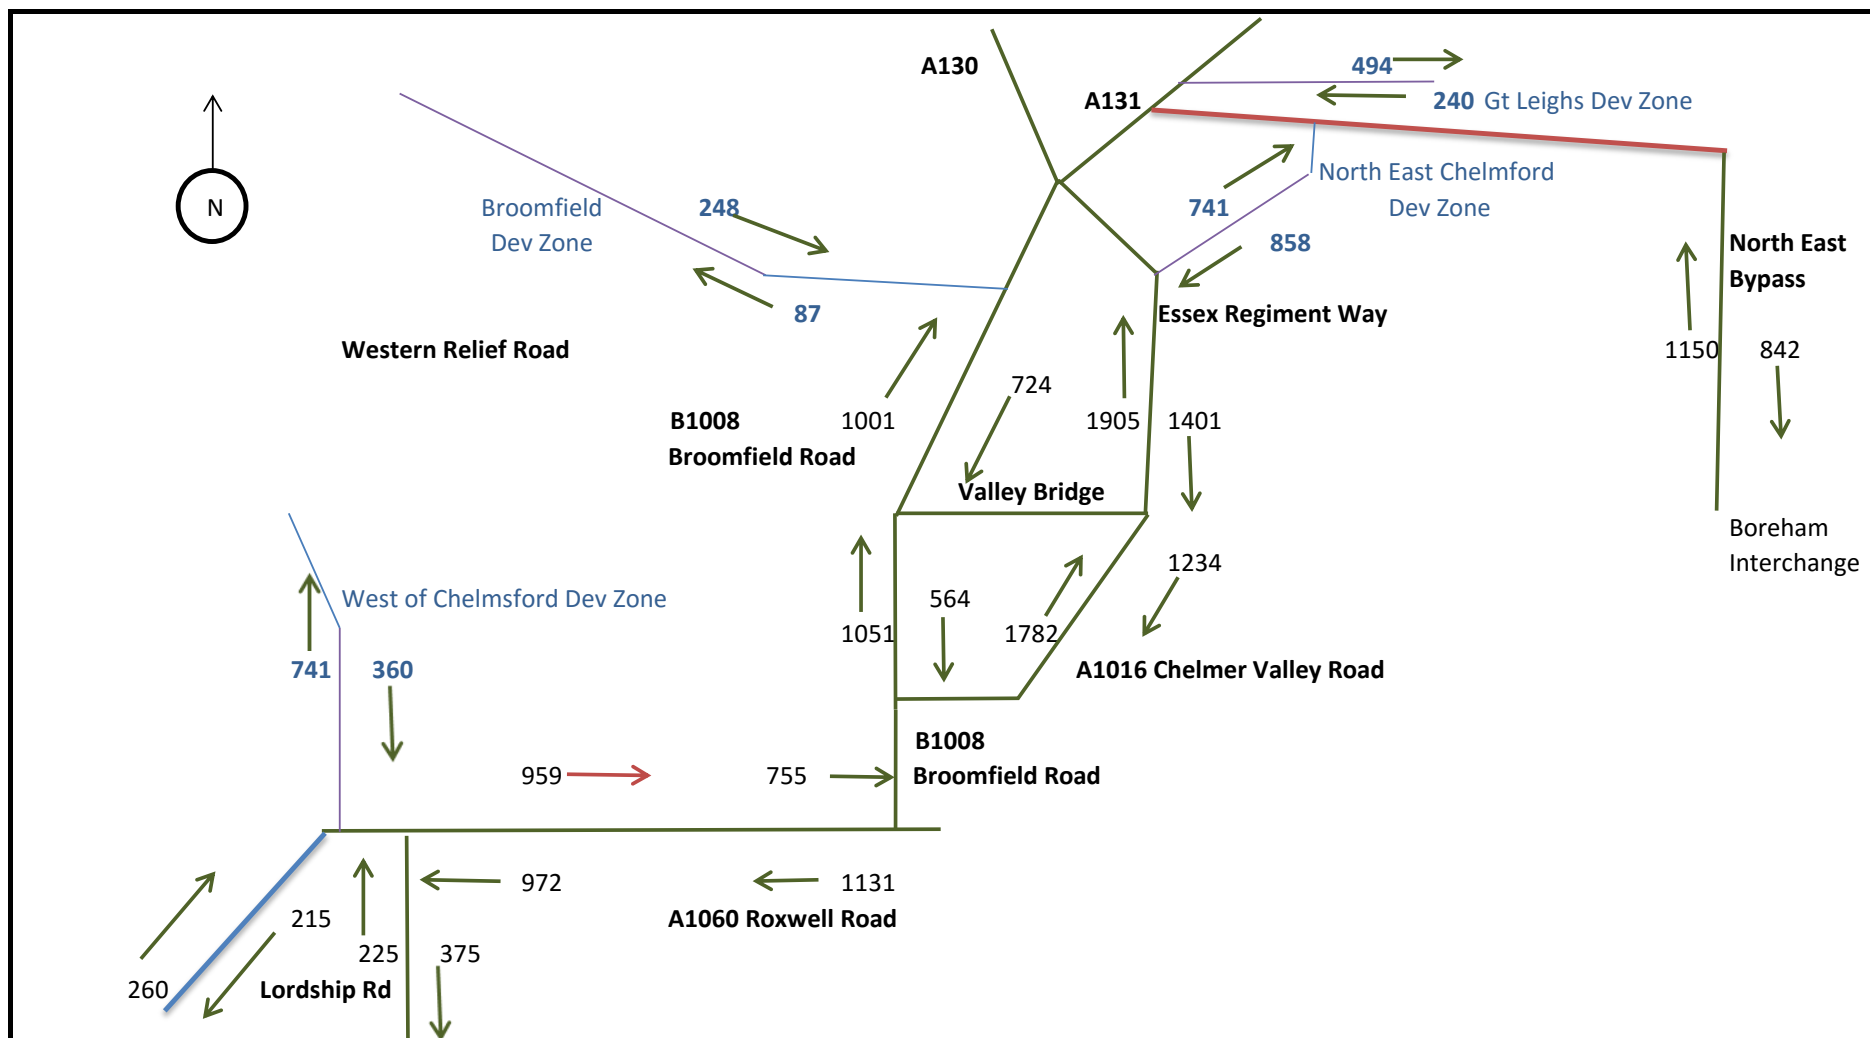 A130
494
A131
240 Gt Leighs Dev Zone
N
Broomfield
Dev Zone
248
North East Chelmford
Dev Zone
741
858
North East
Bypass
87
Essex Regiment Way
Western Relief Road
1150
842
724
B1008
Broomfield Road
1001
1905
1401
Valley Bridge
Boreham
Interchange
1234
West of Chelmsford Dev Zone
564
1051
1782
741
360
A1016 Chelmer Valley Road
B1008
Broomfield Road
959
755
972
1131
215
A1060 Roxwell Road
225
375
260
Lordship Rd